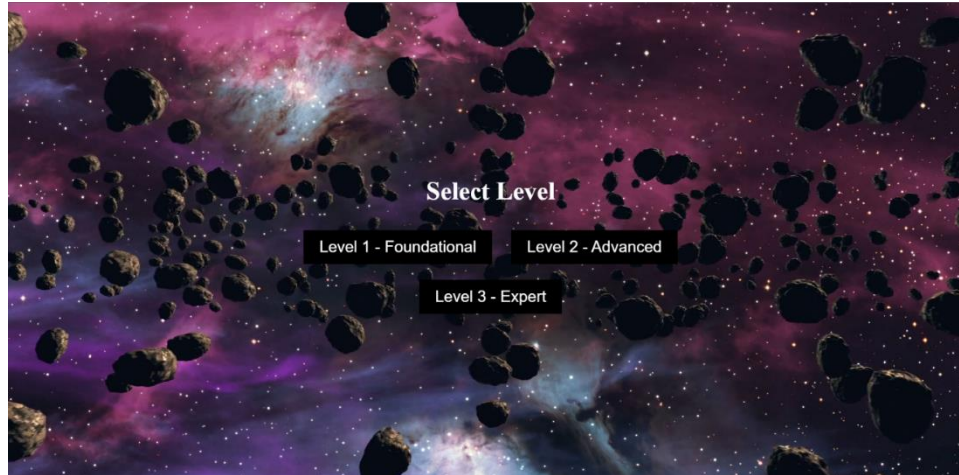 Select Level
Level 1 - Foundational
Level 2 - Advanced
Level 3 - Expert